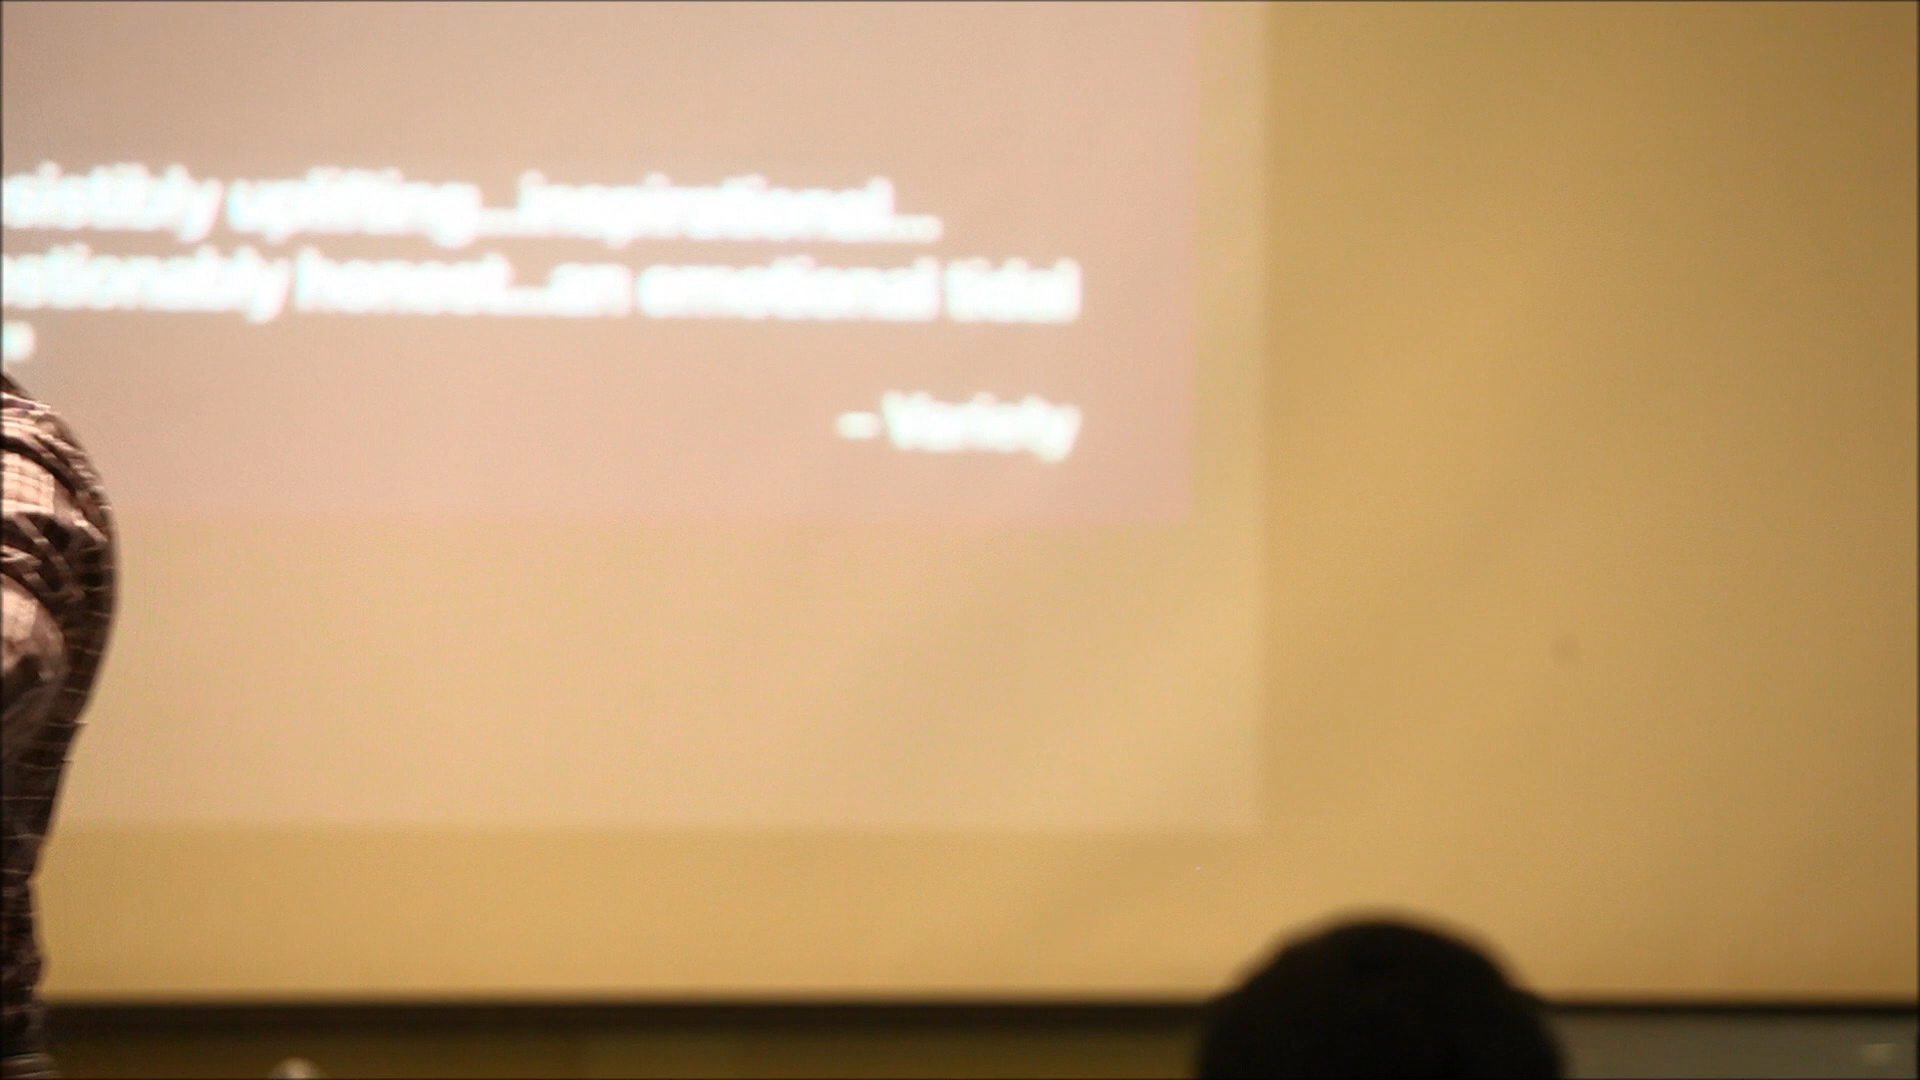 uplifting...inspirational....
honest...an emotional tidal
- Variety